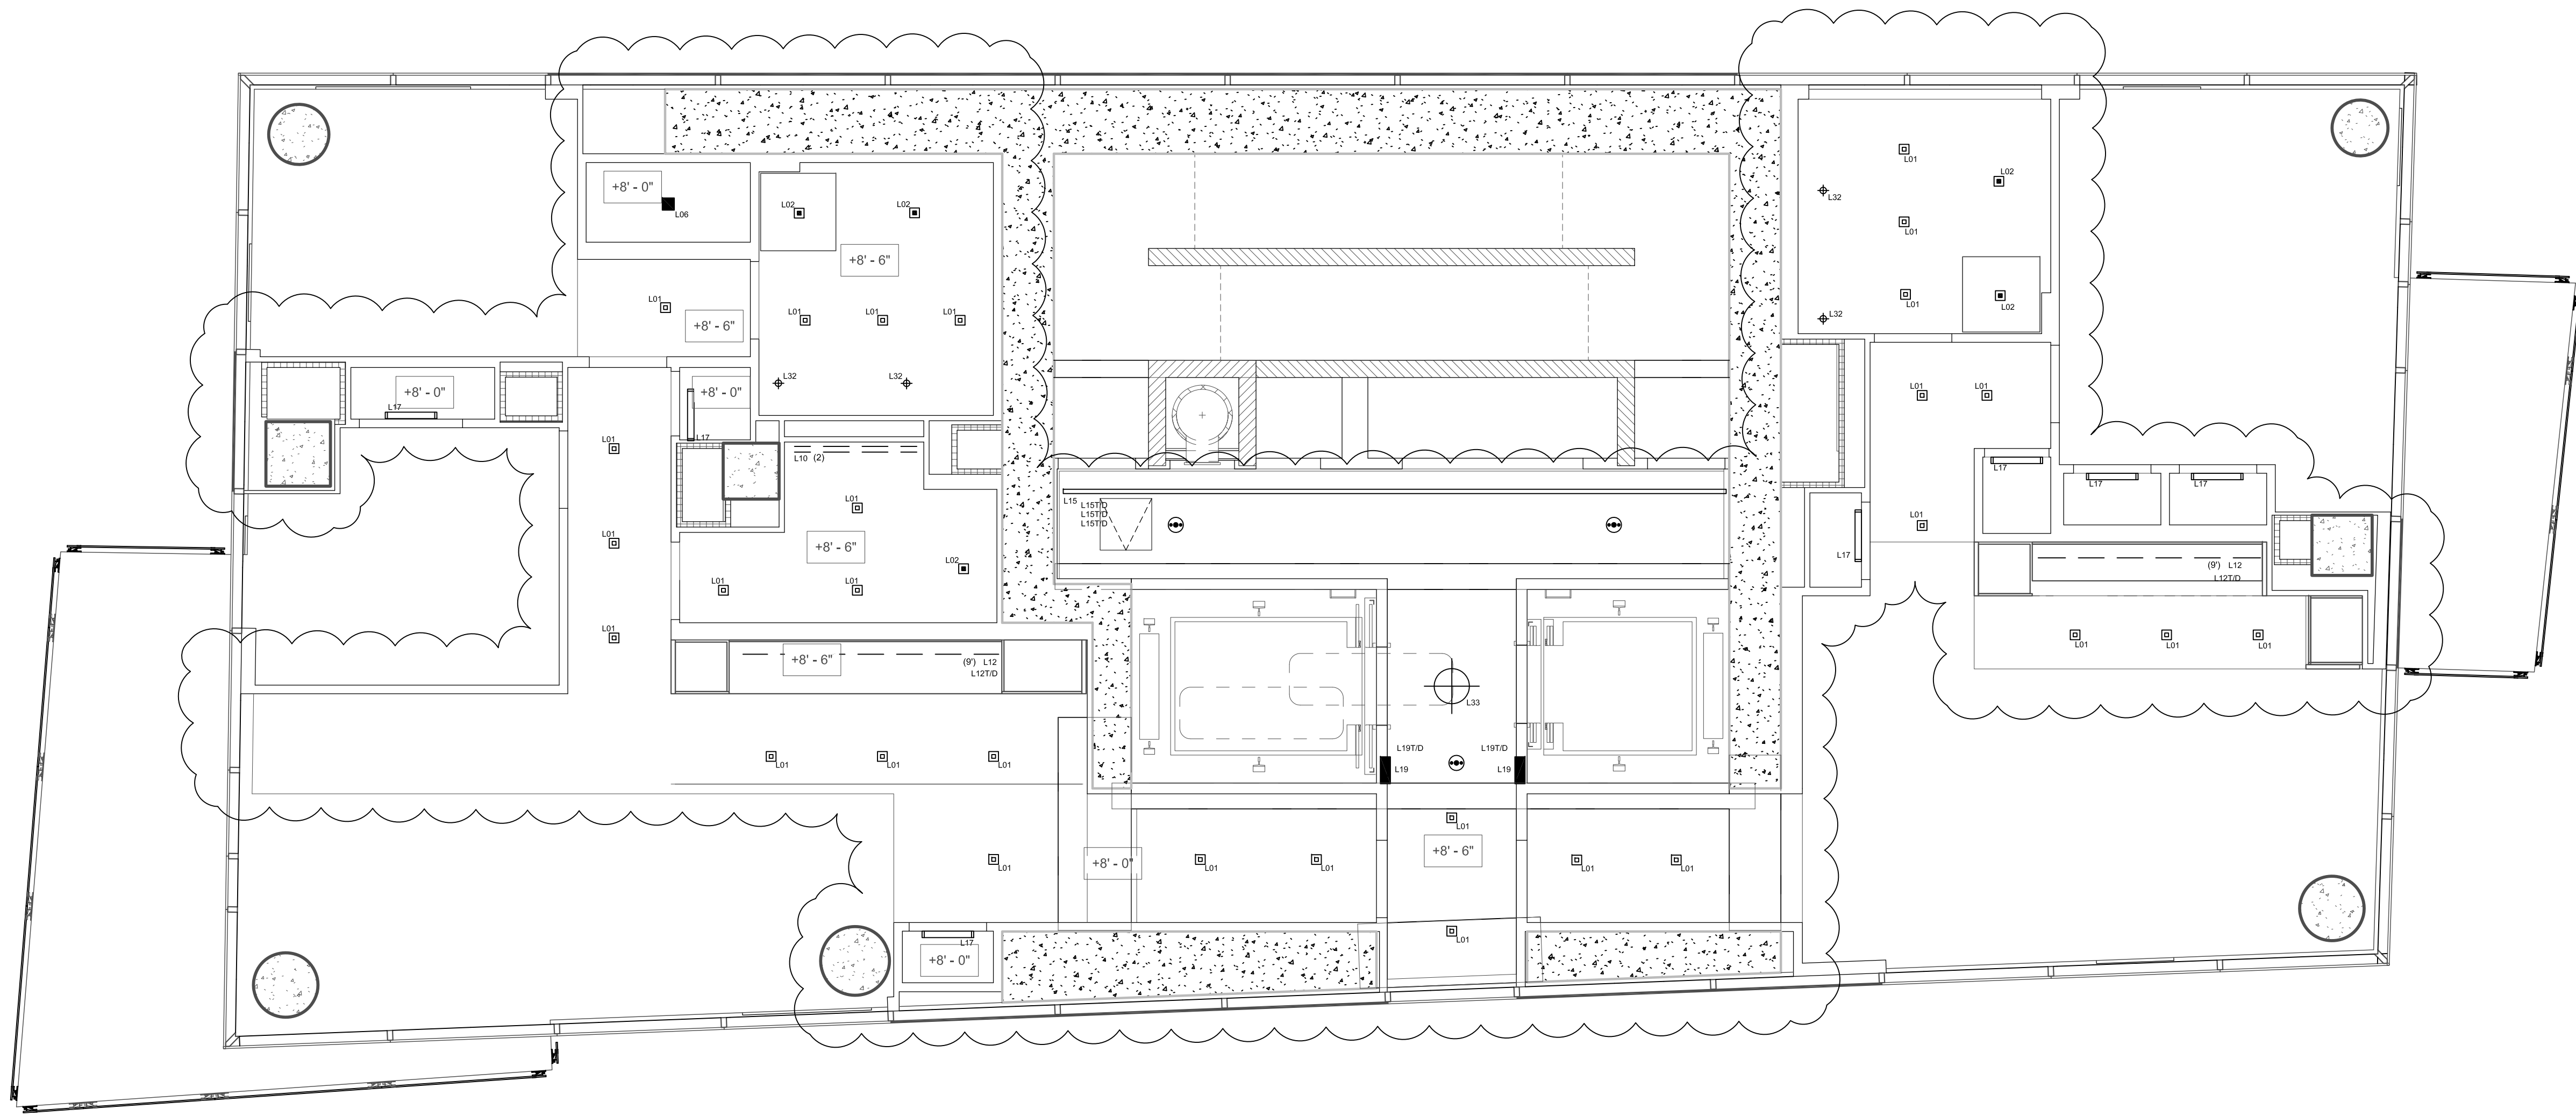 L01
L02
+8' - 0"
L32
L06
L02
L02
L01
+8' - 6"
L01
L01
L01
L01
L01
L01
L02
+8' - 6"
L32
L32
L32
+8' - 0"
+8' - 0"
L01
L01
L17
L17
L01
L10 (2)
L17
L17
L17
L01
L15
L15T/D
L15T/D
L15T/D
L01
L01
+8' - 6"
L17
L02
(9') L12
L12T/D
L01
L01
L01
+8' - 6"
(9') L12
L12T/D
L01
L01
L01
L33
L19T/D
L19T/D
L01
L01
L01
L19
L19
L01
+8' - 6"
L01
+8' - 0"
L01
L01
L01
L01
L17
+8' - 0"
L01